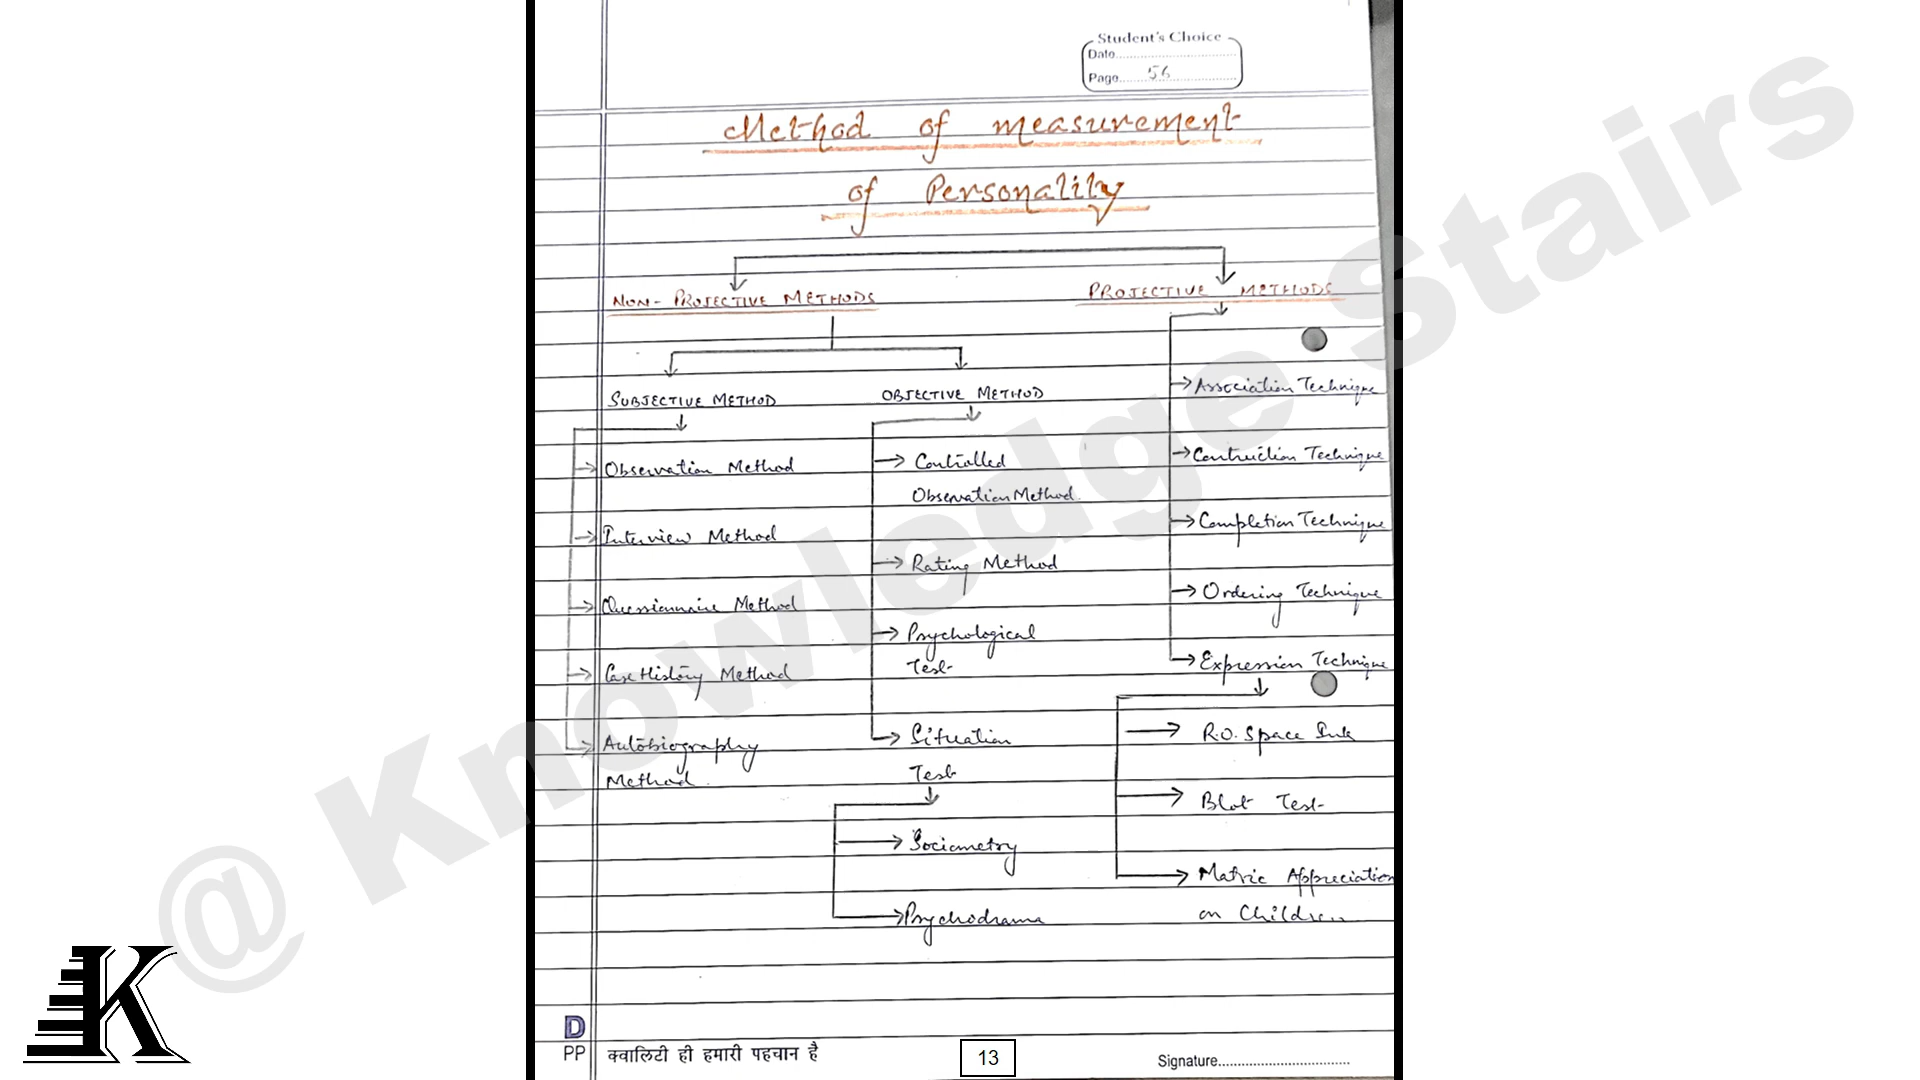 Student's Choice
Date
Page 56
Method of measurement
of Personality
NON-PROJECTIVE METHODS
PROJECTIVE METHODS
SUBJECTIVE METHOD
OBJECTIVE METHOD
Association Technique
Observation Method
Controlled
Observation Method
Contruction Technique
Completion Technique
Interview Method
Rating Method
Ordering Technique
Quessionnaire Method
Psychological
Test
Expression Technique
Case History Method
Situation
Test
R.O. Space Ink
Autobiography
Method
Blot Test
Sociometry
Matric Appreciation
on Children
Psychodrama
D
PP क्वालिटी ही हमारी पहचान है
13
Signature
@ Knowledge Stairs
K